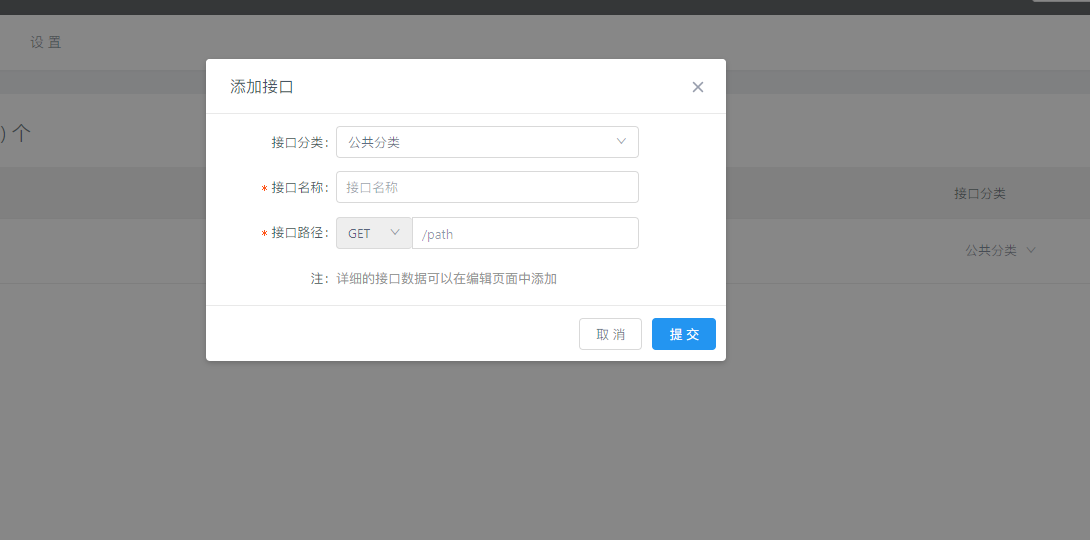 设 置
) 个
添加接口
接口分类：公共分类
* 接口名称：接口名称
接口分类
* 接口路径：GET /path
公共分类
注：详细的接口数据可以在编辑页面中添加
取 消 提 交